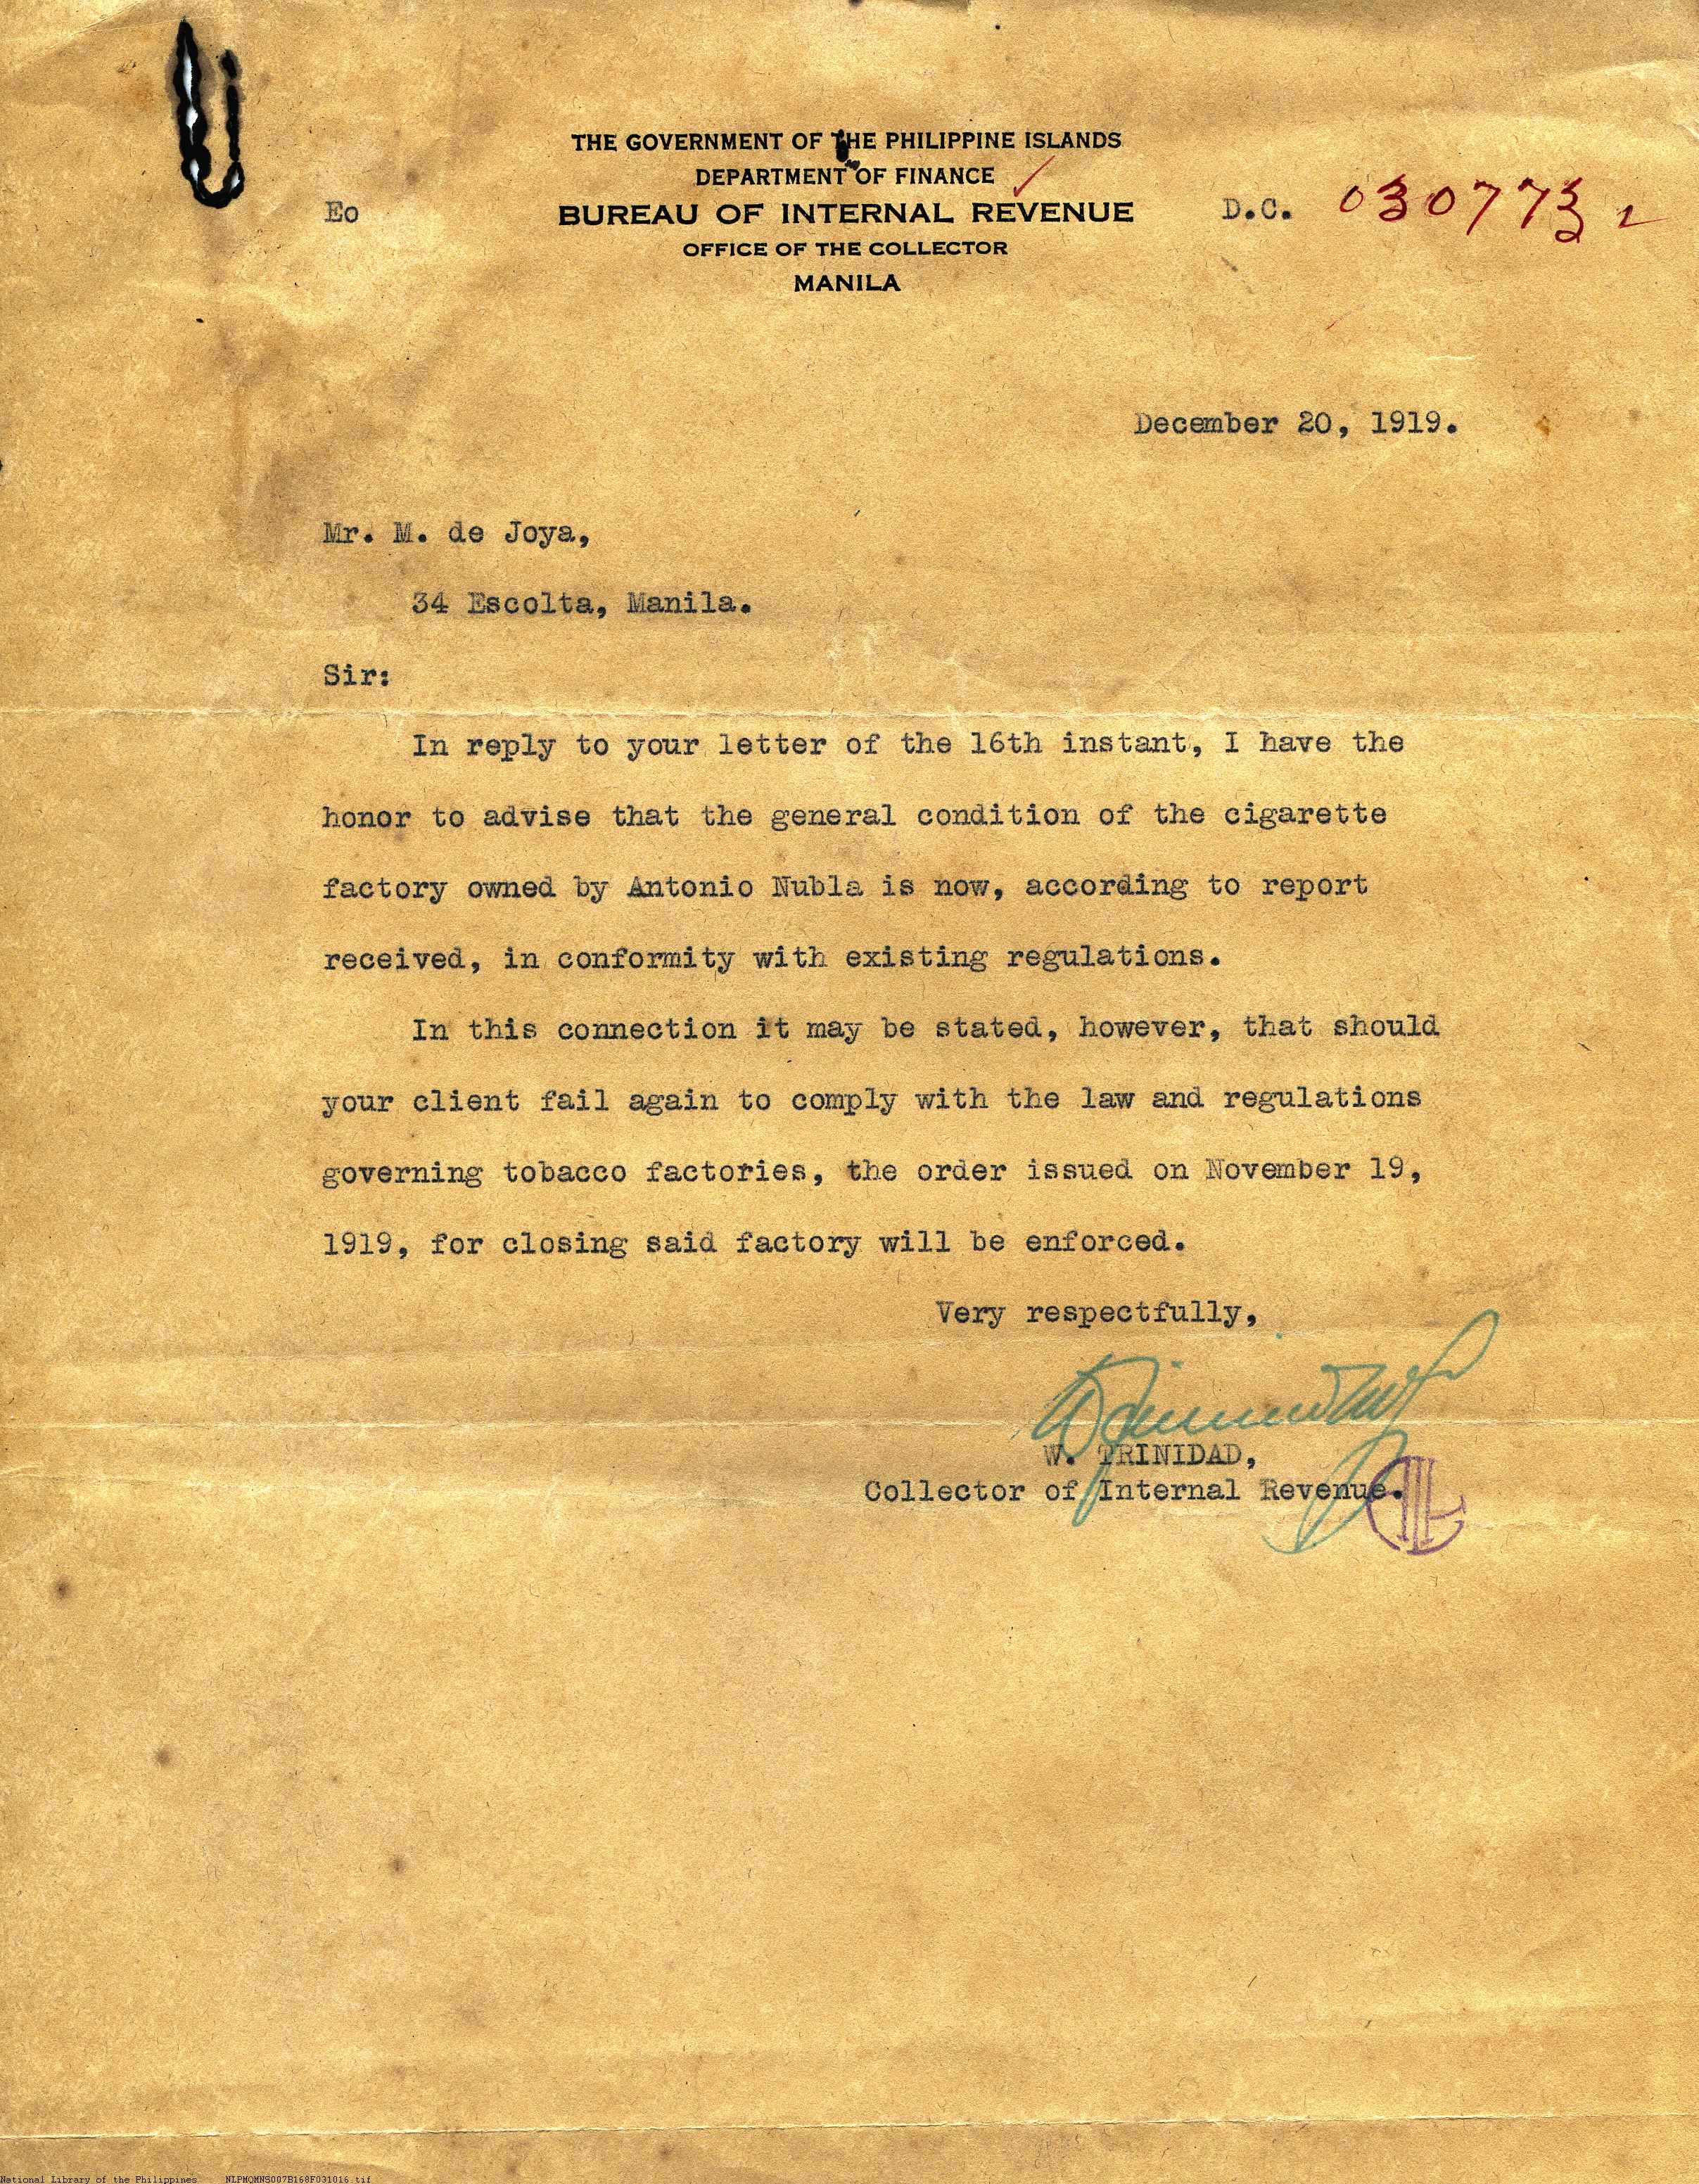 THE GOVERNMENT OF THE PHILIPPINE ISLANDS
DEPARTMENT OF FINANCE
Eo
BUREAU OF INTERNAL REVENUE
D.C. 030773
OFFICE OF THE COLLECTOR
MANILA
December 20, 1919.
Mr. M. de Joya,
34 Escolta, Manila.
Sir:
In reply to your letter of the 16th instant, I have the
honor to advise that the general condition of the cigarette
factory owned by Antonio Nubla is now, according to report
received, in conformity with existing regulations.
In this connection it may be stated, however, that should
your client fail again to comply with the law and regulations
governing tobacco factories, the order issued on November 19,
1919, for closing said factory will be enforced.
Very respectfully,
W. TRINIDAD,
Collector of Internal Revenue.
National Library of the Philippines NLPMQMNS007B168F031016.tif